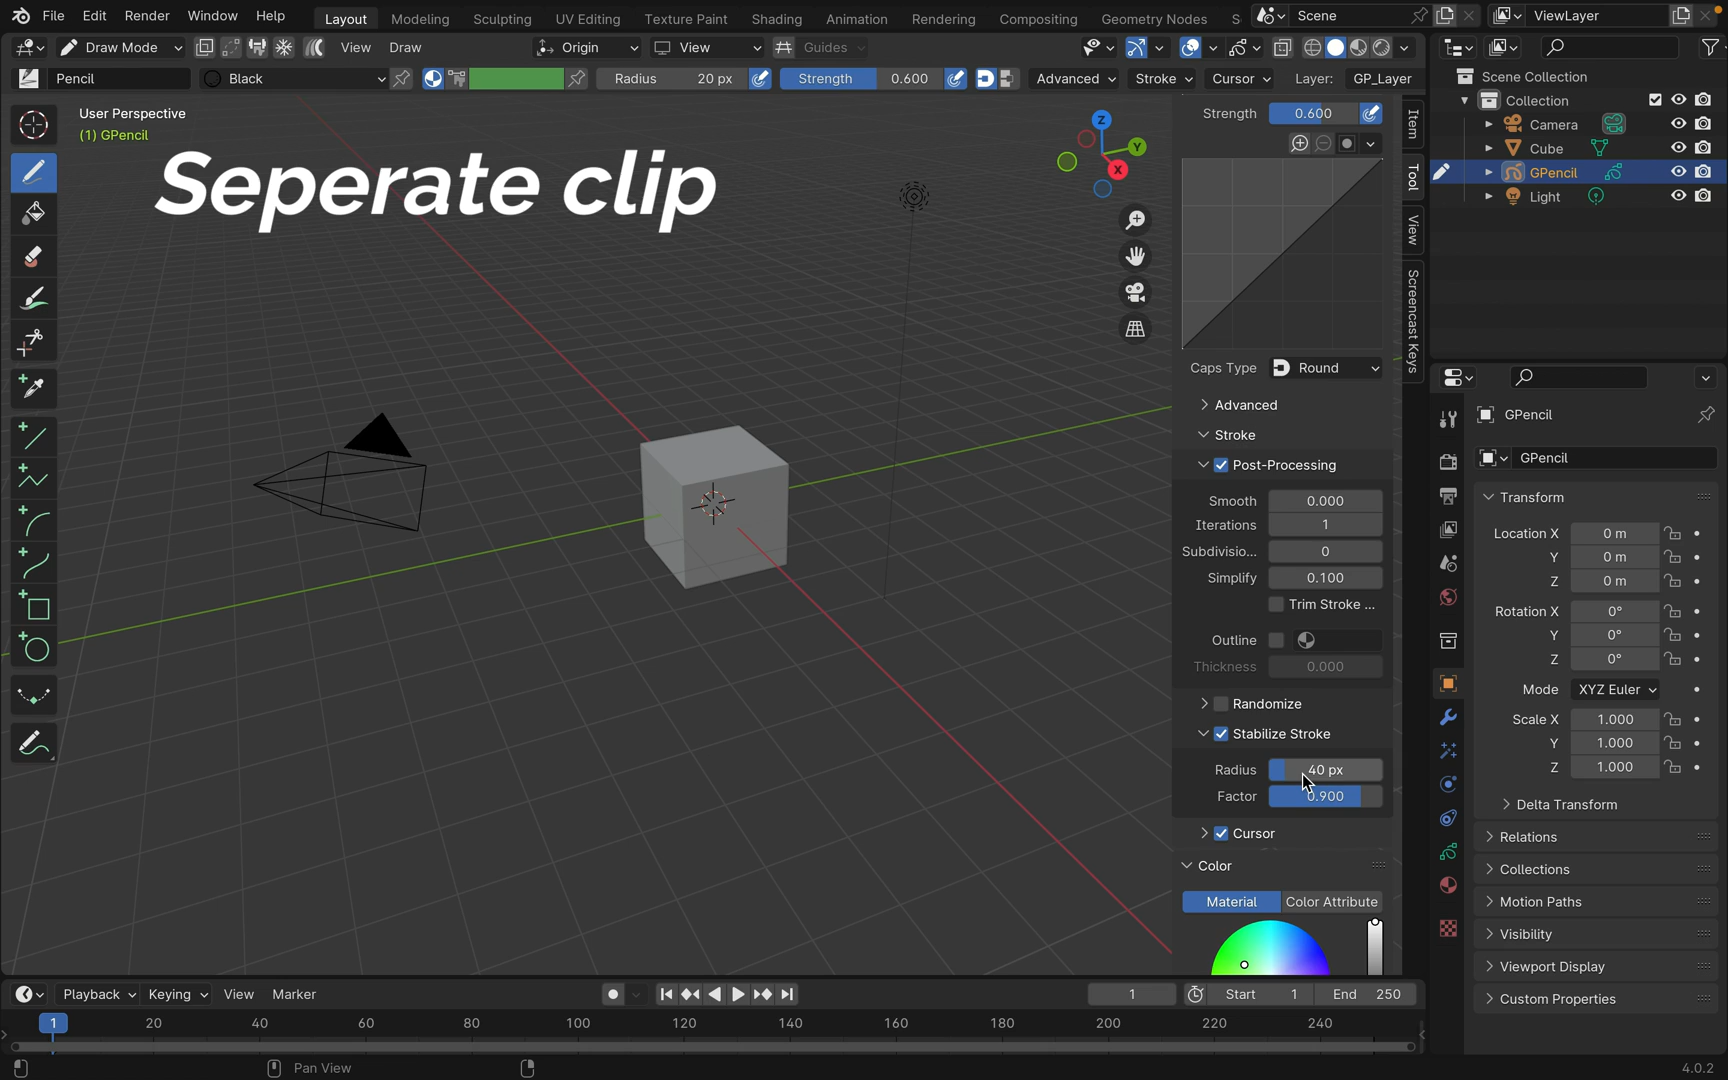 File Edit Render Window Help Layout Modeling Sculpting UV Editing Texture Paint Shading Animation Rendering Compositing Geometry Nodes S Scene ViewLayer
Draw Mode View Draw Origin View Guides
Pencil Black Radius 20 px Strength 0.600 Advanced Stroke Cursor Layer: GP_Layer
User Perspective
(1) GPencil
Seperate clip
Z
Y
X
Strength 0.600
Caps Type Round
Advanced
Stroke
Post-Processing
Smooth 0.000
Iterations 1
Subdivisio... 0
Simplify 0.100
Trim Stroke ...
Outline
Thickness 0.000
Randomize
Stabilize Stroke
Radius 40 px
Factor 0.900
Cursor
Color
Material Color Attribute
Item
Tool
View
Screencast Keys
Scene Collection
Collection
Camera
Cube
GPencil
Light
GPencil
GPencil
Transform
Location X 0 m
Y 0 m
Z 0 m
Rotation X 0°
Y 0°
Z 0°
Mode XYZ Euler
Scale X 1.000
Y 1.000
Z 1.000
Delta Transform
Relations
Collections
Motion Paths
Visibility
Viewport Display
Custom Properties
Playback Keying View Marker 1 Start 1 End 250
1 20 40 60 80 100 120 140 160 180 200 220 240
Pan View 4.0.2